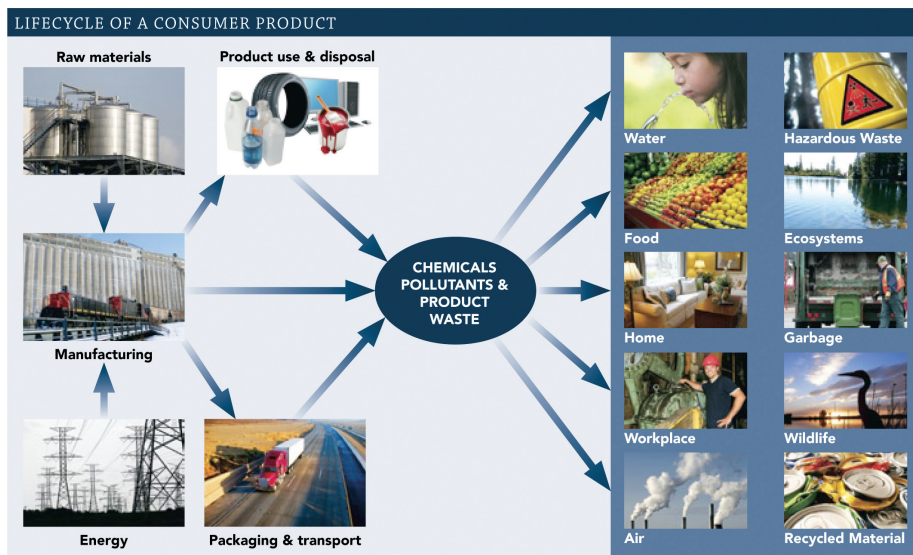 LIFECYCLE OF A CONSUMER PRODUCT
Raw materials
Product use & disposal
Manufacturing
Energy
Packaging & transport
CHEMICALS
POLLUTANTS &
PRODUCT
WASTE
Water
Hazardous Waste
Food
Ecosystems
Home
Garbage
Workplace
Wildlife
Air
Recycled Material